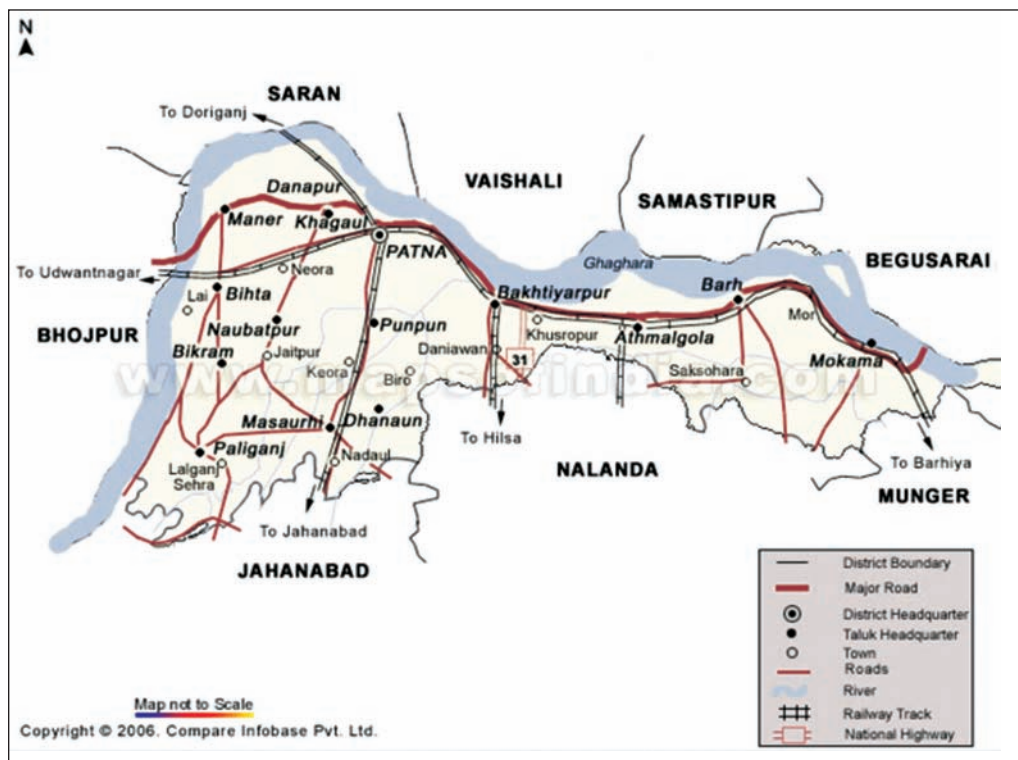 N
SARAN
To Doriganj
VAISHALI
SAMASTIPUR
BEGUSARAI
Danapur
Maner
Khagaul
PATNA
Ghaghara
To Udwantnagar
Neora
Lai
Bihta
Bakhtiyarpur
Barh
BHOJPUR
Naubatpur
Punpun
Khusropur
Athmalgola
Mor
Bikram
Jaitpur
Keora
Daniawan
31
Biro
Saksohara
Mokama
www.mapsofindia.com
Masaurhi
Dhanaun
To Hilsa
Paliganj
Lalganj
Sehra
Nadaul
NALANDA
To Barhiya
MUNGER
To Jahanabad
JAHANABAD
District Boundary
Major Road
District Headquarter
Taluk Headquarter
Town
Roads
River
Railway Track
National Highway
Map not to Scale
Copyright © 2006. Compare Infobase Pvt. Ltd.